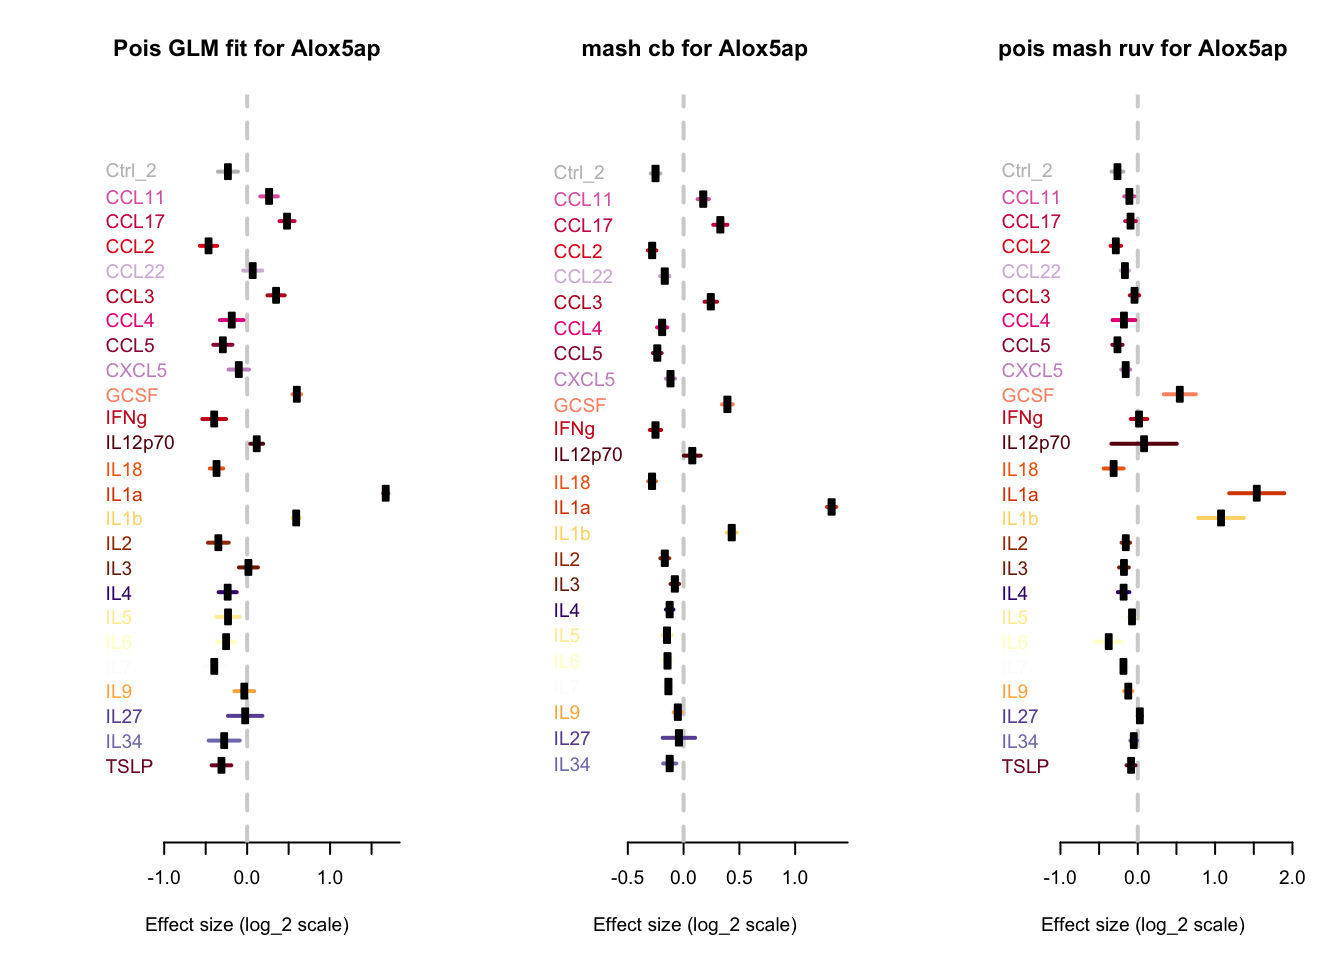 Pois GLM fit for Alox5ap
Ctrl_2
CCL11
CCL17
CCL2
CCL22
CCL3
CCL4
CCL5
CXCL5
GCSF
IFNg
IL12p70
IL18
IL1a
IL1b
IL2
IL3
IL4
IL5
IL6
IL7
IL9
IL27
IL34
TSLP
-1.0 0.0 1.0
Effect size (log_2 scale)
mash cb for Alox5ap
Ctrl_2
CCL11
CCL17
CCL2
CCL22
CCL3
CCL4
CCL5
CXCL5
GCSF
IFNg
IL12p70
IL18
IL1a
IL1b
IL2
IL3
IL4
IL5
IL6
IL7
IL9
IL27
IL34
-0.5 0.0 0.5 1.0
Effect size (log_2 scale)
pois mash ruv for Alox5ap
Ctrl_2
CCL11
CCL17
CCL2
CCL22
CCL3
CCL4
CCL5
CXCL5
GCSF
IFNg
IL12p70
IL18
IL1a
IL1b
IL2
IL3
IL4
IL5
IL6
IL7
IL9
IL27
IL34
TSLP
-1.0 0.0 1.0 2.0
Effect size (log_2 scale)